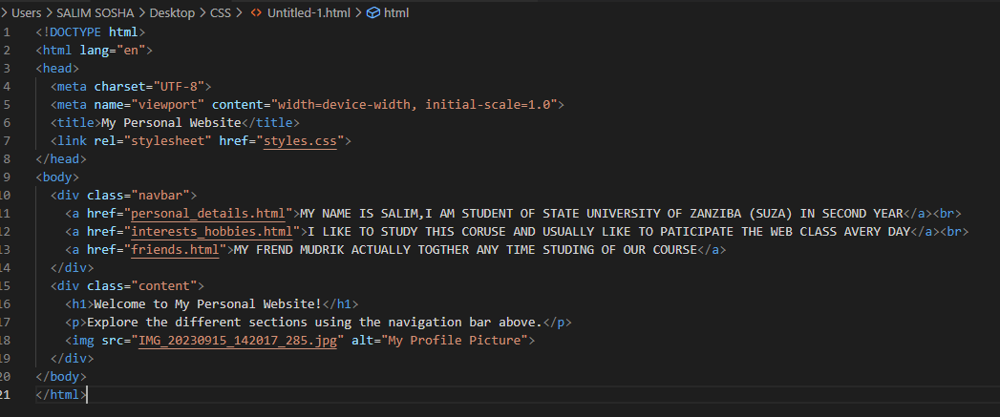 > Users > SALIM SOSHA > Desktop > CSS > <> Untitled-1.html > html
1 <!DOCTYPE html>
2 <html lang="en">
3 <head>
4   <meta charset="UTF-8">
5   <meta name="viewport" content="width=device-width, initial-scale=1.0">
6   <title>My Personal Website</title>
7   <link rel="stylesheet" href="styles.css">
8 </head>
9 <body>
10   <div class="navbar">
11     <a href="personal_details.html">MY NAME IS SALIM,I AM STUDENT OF STATE UNIVERSITY OF ZANZIBA (SUZA) IN SECOND YEAR</a><br>
12     <a href="interests_hobbies.html">I LIKE TO STUDY THIS CORUSE AND USUALLY LIKE TO PATICIPATE THE WEB CLASS AVERY DAY</a><br>
13     <a href="friends.html">MY FREND MUDRIK ACTUALLY TOGTHER ANY TIME STUDING OF OUR COURSE</a>
14   </div>
15   <div class="content">
16     <h1>Welcome to My Personal Website!</h1>
17     <p>Explore the different sections using the navigation bar above.</p>
18     <img src="IMG_20230915_142017_285.jpg" alt="My Profile Picture">
19   </div>
20 </body>
21 </html>